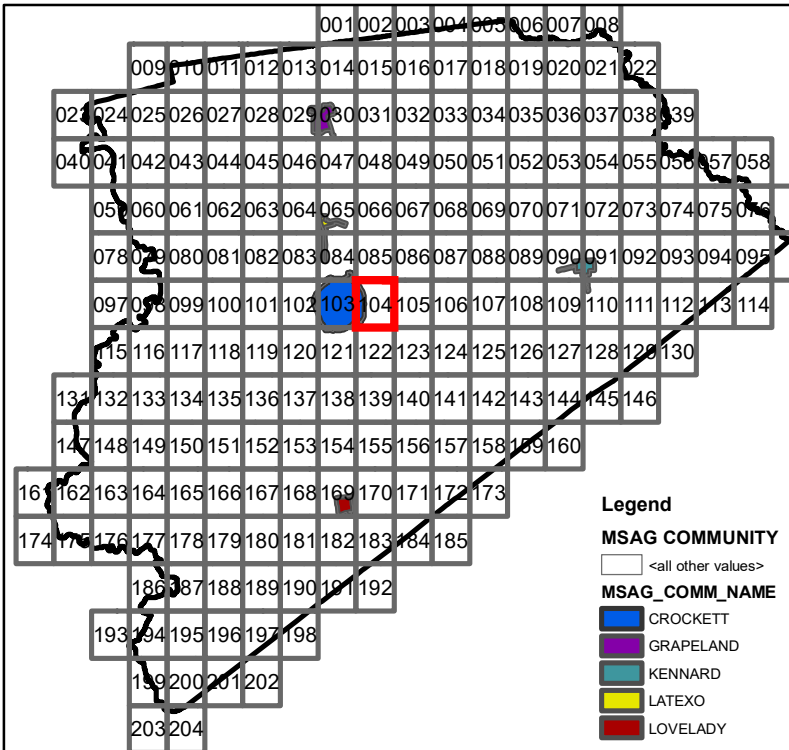 001 002 003 004 005 006 007 008
009 010 011 012 013 014 015 016 017 018 019 020 021 022
023 024 025 026 027 028 029 030 031 032 033 034 035 036 037 038 039
040 041 042 043 044 045 046 047 048 049 050 051 052 053 054 055 056 057 058
059 060 061 062 063 064 065 066 067 068 069 070 071 072 073 074 075 076
078 079 080 081 082 083 084 085 086 087 088 089 090 091 092 093 094 095
097 098 099 100 101 102 103 104 105 106 107 108 109 110 111 112 113 114
115 116 117 118 119 120 121 122 123 124 125 126 127 128 129 130
131 132 133 134 135 136 137 138 139 140 141 142 143 144 145 146
147 148 149 150 151 152 153 154 155 156 157 158 159 160
161 162 163 164 165 166 167 168 169 170 171 172 173
174 175 176 177 178 179 180 181 182 183 184 185
186 187 188 189 190 191 192
193 194 195 196 197 198
199 200 201 202
203 204
Legend
MSAG COMMUNITY
<all other values>
MSAG_COMM_NAME
CROCKETT
GRAPELAND
KENNARD
LATEXO
LOVELADY